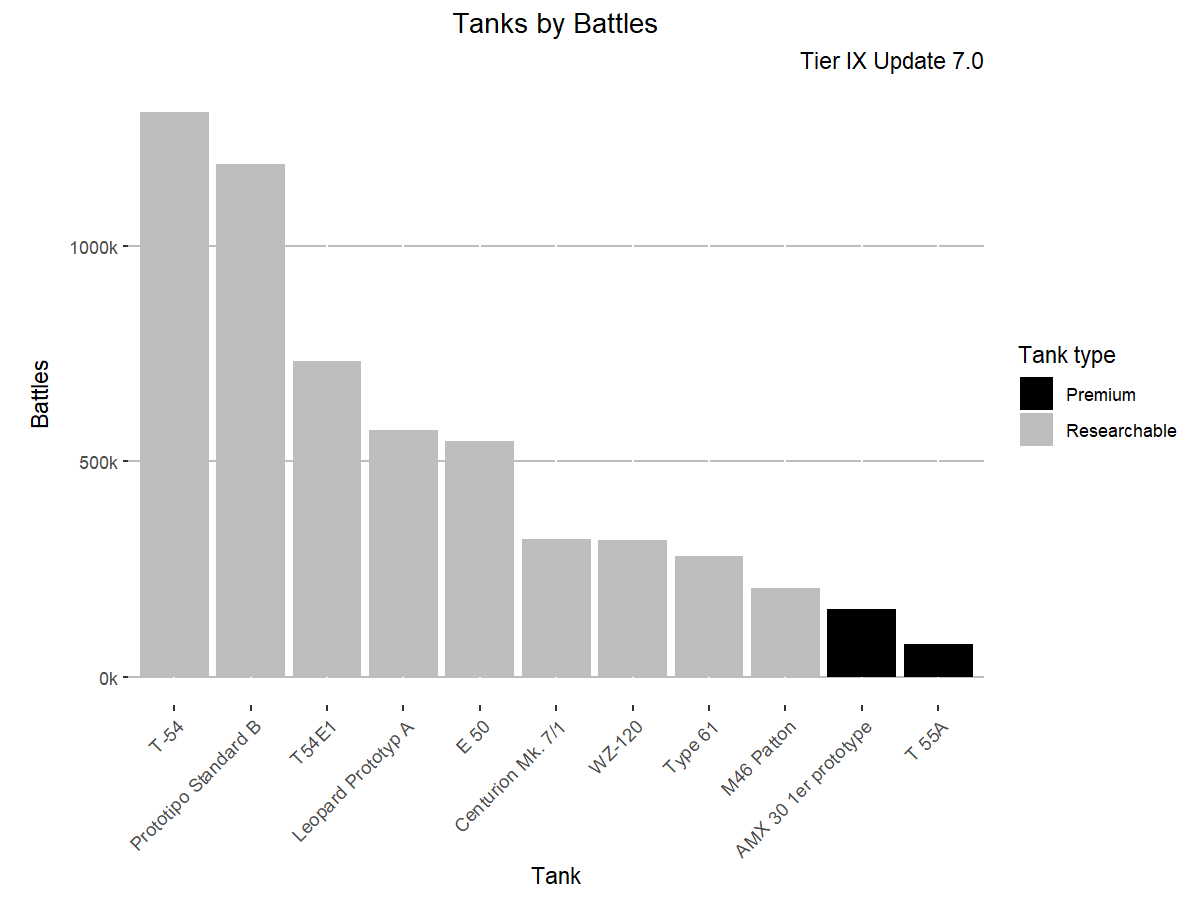 Tanks by Battles
Tier IX Update 7.0
Battles
1000k
500k
0k
T-54
Prototipo Standard B
T54E1
Leopard Prototyp A
E 50
Centurion Mk. 7/1
WZ-120
Type 61
M46 Patton
AMX 30 1er prototype
T 55A
Tank
Tank type
Premium
Researchable